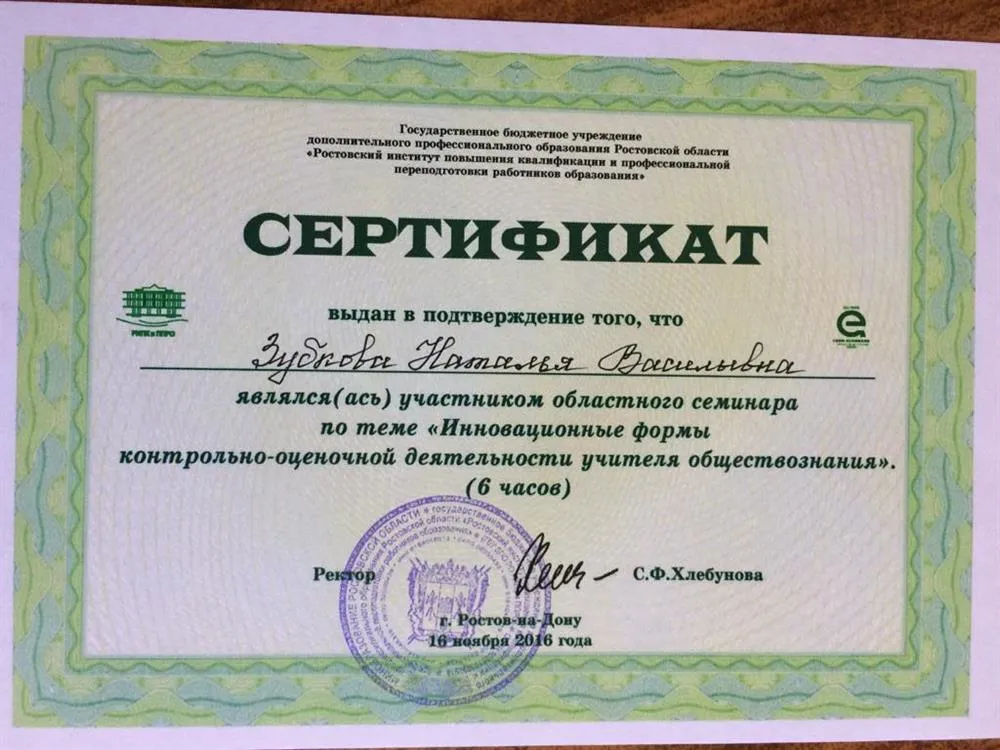 Государственное бюджетное учреждение
дополнительного профессионального образования Ростовской области
«Ростовский институт повышения квалификации и профессиональной
переподготовки работников образования»
СЕРТИФИКАТ
РИПК и ППРО
выдан в подтверждение того, что
Зубкова Наталья Васильевна
являлся(ась) участником областного семинара
по теме «Инновационные формы
контрольно-оценочной деятельности учителя обществознания».
(6 часов)
Ректор
С.Ф.Хлебунова
г. Ростов-на-Дону
16 ноября 2016 года